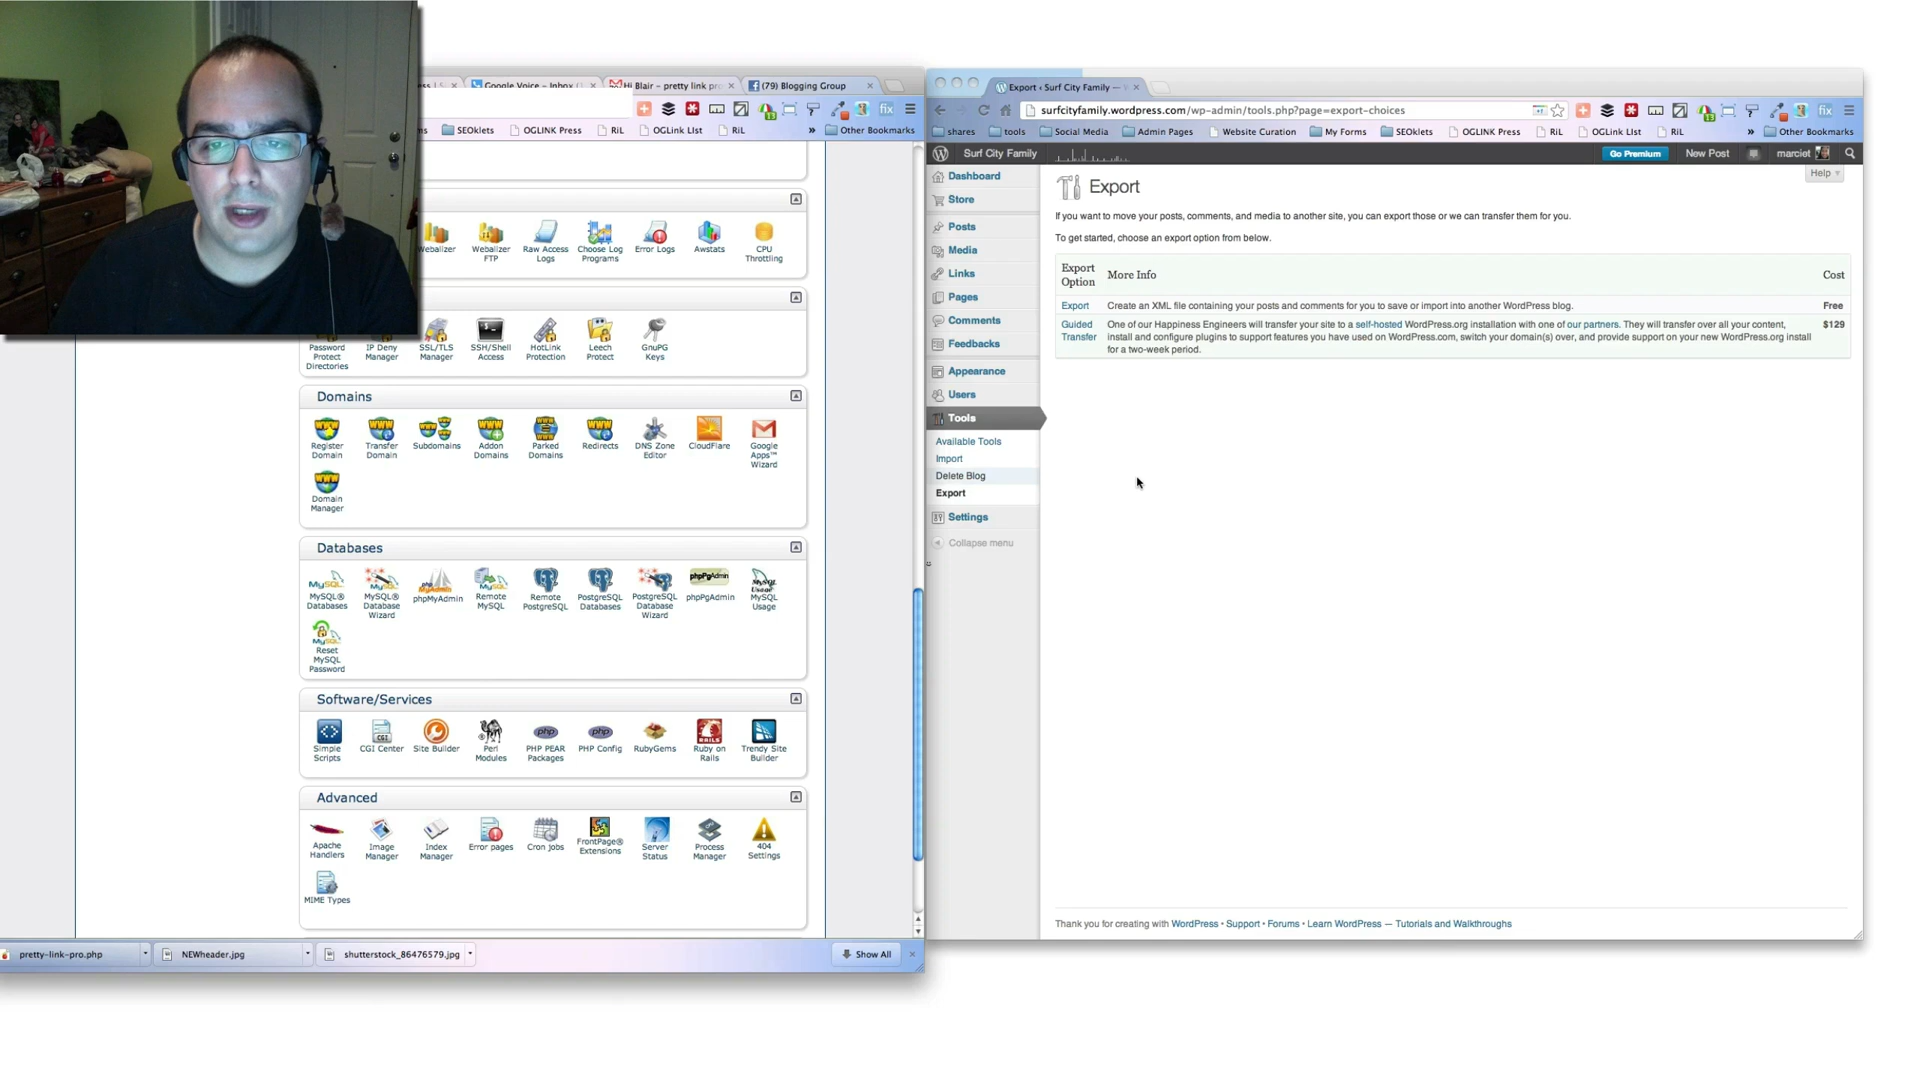 ess | S
Google Voice – Inbox (
Hi Blair – pretty link pro
(79) Blogging Group
SEOklets
OGLINK Press
RiL
OGLink LIst
RiL
»
Other Bookmarks
Webalizer
Webalizer FTP
Raw Access Logs
Choose Log Programs
Error Logs
Awstats
CPU Throttling
Password Protect Directories
IP Deny Manager
SSL/TLS Manager
SSH/Shell Access
HotLink Protection
Leech Protect
GnuPG Keys
Domains
Register Domain
Transfer Domain
Subdomains
Addon Domains
Parked Domains
Redirects
DNS Zone Editor
CloudFlare
Google Apps™ Wizard
Domain Manager
Databases
MySQL® Databases
MySQL® Database Wizard
phpMyAdmin
Remote MySQL
Remote PostgreSQL
PostgreSQL Databases
PostgreSQL Database Wizard
phpPgAdmin
MySQL Usage
Reset MySQL Password
Software/Services
Simple Scripts
CGI Center
Site Builder
Perl Modules
PHP PEAR Packages
PHP Config
RubyGems
Ruby on Rails
Trendy Site Builder
Advanced
Apache Handlers
Image Manager
Index Manager
Error pages
Cron jobs
FrontPage® Extensions
Server Status
Process Manager
404 Settings
MIME Types
pretty-link-pro.php
NEWheader.jpg
shutterstock_86476579.jpg
Show All
Export ‹ Surf City Family — W
surfcityfamily.wordpress.com/wp-admin/tools.php?page=export-choices
shares
tools
Social Media
Admin Pages
Website Curation
My Forms
SEOklets
OGLINK Press
RiL
OGLink LIst
RiL
»
Other Bookmarks
Surf City Family
Go Premium
New Post
marciet
Help
Dashboard
Store
Posts
Media
Links
Pages
Comments
Feedbacks
Appearance
Users
Tools
Available Tools
Import
Delete Blog
Export
Settings
Collapse menu
Export
If you want to move your posts, comments, and media to another site, you can export those or we can transfer them for you.
To get started, choose an export option from below.
Export Option
More Info
Cost
Export
Create an XML file containing your posts and comments for you to save or import into another WordPress blog.
Free
Guided Transfer
One of our Happiness Engineers will transfer your site to a self-hosted WordPress.org installation with one of our partners. They will transfer over all your content,
install and configure plugins to support features you have used on WordPress.com, switch your domain(s) over, and provide support on your new WordPress.org install
for a two-week period.
$129
Thank you for creating with WordPress • Support • Forums • Learn WordPress — Tutorials and Walkthroughs